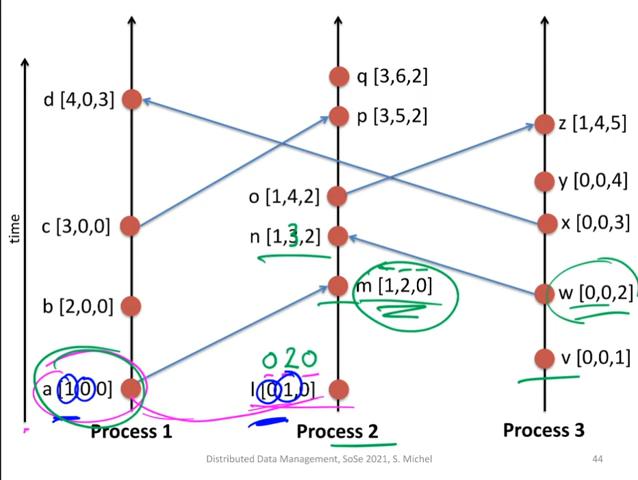 q [3,6,2]
d [4,0,3]
p [3,5,2]
z [1,4,5]
y [0,0,4]
o [1,4,2]
time
c [3,0,0]
x [0,0,3]
n [1,3,2]
3
m [1,2,0]
w [0,0,2]
b [2,0,0]
0 2 0
v [0,0,1]
a [1,0,0]
l [0,1,0]
Process 1
Process 2
Process 3
Distributed Data Management, SoSe 2021, S. Michel
44